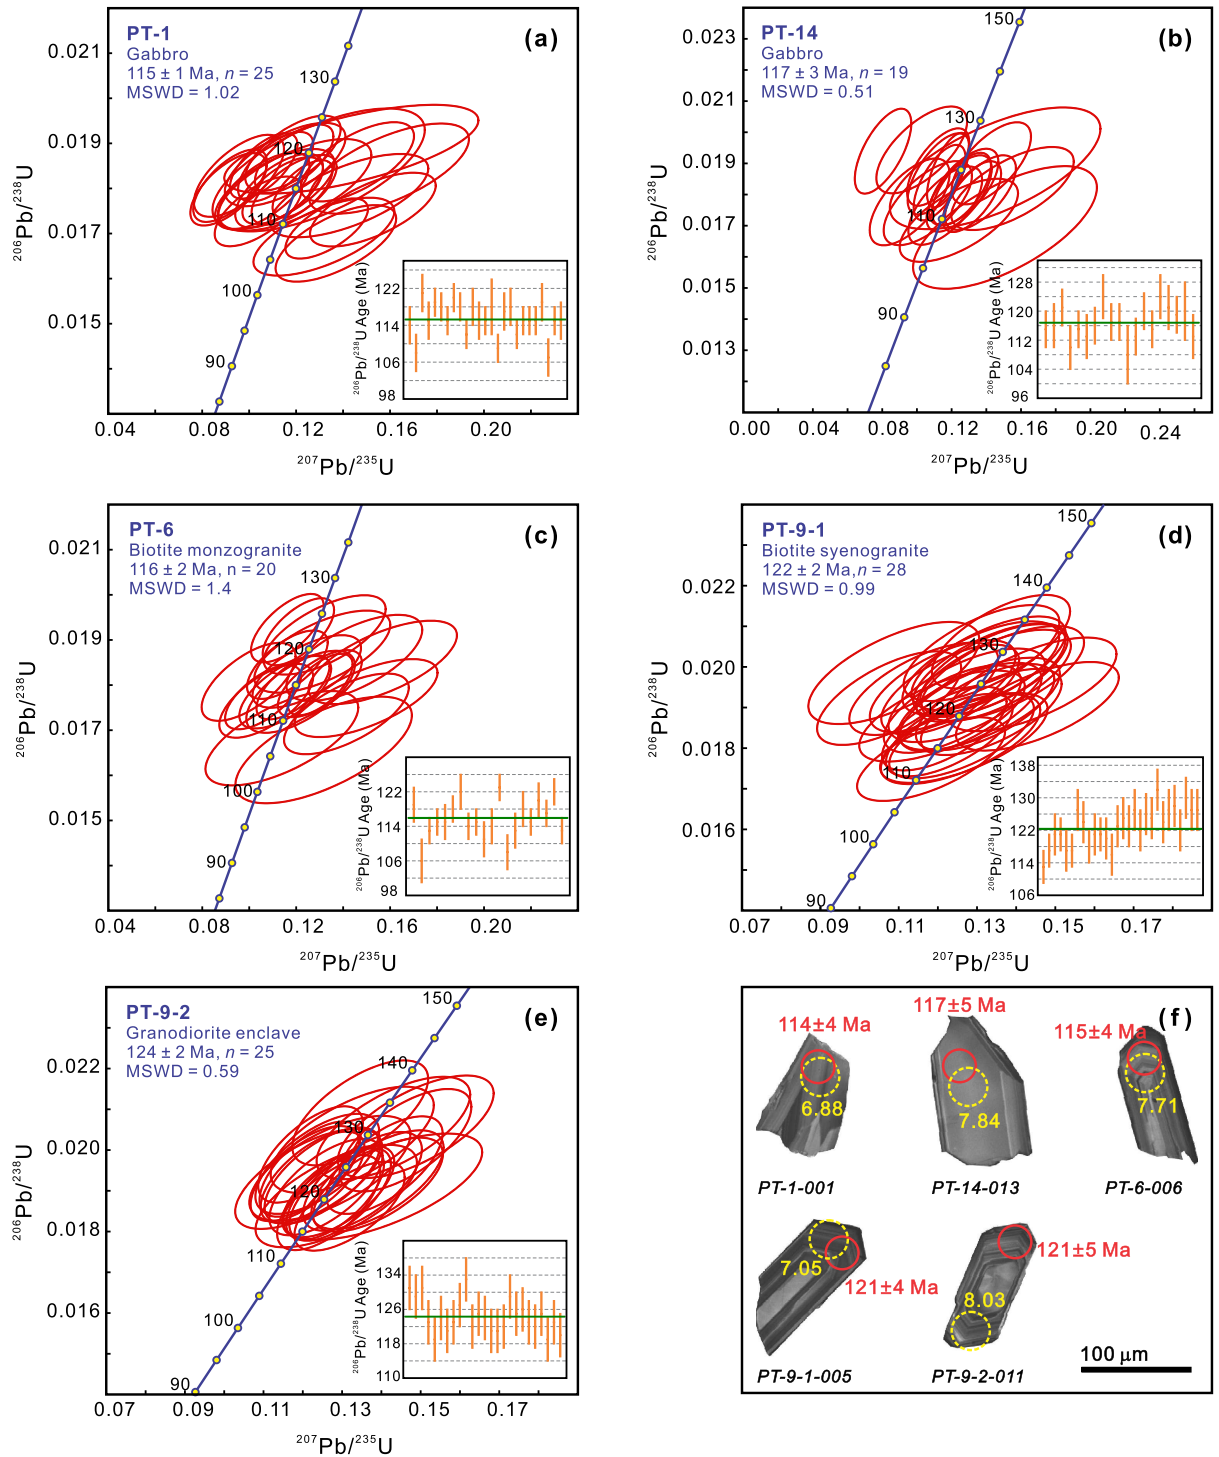 PT-1
Gabbro
115 ± 1 Ma, n = 25
MSWD = 1.02
(a)
0.021
0.019
0.017
0.015
206Pb/238U
130
120
110
100
90
0.04
0.08
0.12
0.16
0.20
207Pb/235U
206Pb/238U Age (Ma)
122
114
106
98
PT-14
Gabbro
117 ± 3 Ma, n = 19
MSWD = 0.51
(b)
0.023
0.021
0.019
0.017
0.015
0.013
206Pb/238U
150
130
110
90
0.00
0.04
0.08
0.12
0.16
0.20
0.24
207Pb/235U
206Pb/238U Age (Ma)
128
120
112
104
96
PT-6
Biotite monzogranite
116 ± 2 Ma, n = 20
MSWD = 1.4
(c)
0.021
0.019
0.017
0.015
206Pb/238U
130
120
110
100
90
0.04
0.08
0.12
0.16
0.20
207Pb/235U
206Pb/238U Age (Ma)
122
114
106
98
PT-9-1
Biotite syenogranite
122 ± 2 Ma,n = 28
MSWD = 0.99
(d)
0.022
0.020
0.018
0.016
206Pb/238U
150
140
130
120
110
100
90
0.07
0.09
0.11
0.13
0.15
0.17
207Pb/235U
206Pb/238U Age (Ma)
138
130
122
114
106
PT-9-2
Granodiorite enclave
124 ± 2 Ma, n = 25
MSWD = 0.59
(e)
0.022
0.020
0.018
0.016
206Pb/238U
150
140
130
120
110
100
90
0.07
0.09
0.11
0.13
0.15
0.17
207Pb/235U
206Pb/238U Age (Ma)
134
126
118
110
(f)
114±4 Ma
6.88
PT-1-001
117±5 Ma
7.84
PT-14-013
115±4 Ma
7.71
PT-6-006
7.05
121±4 Ma
PT-9-1-005
121±5 Ma
8.03
PT-9-2-011
100 μm